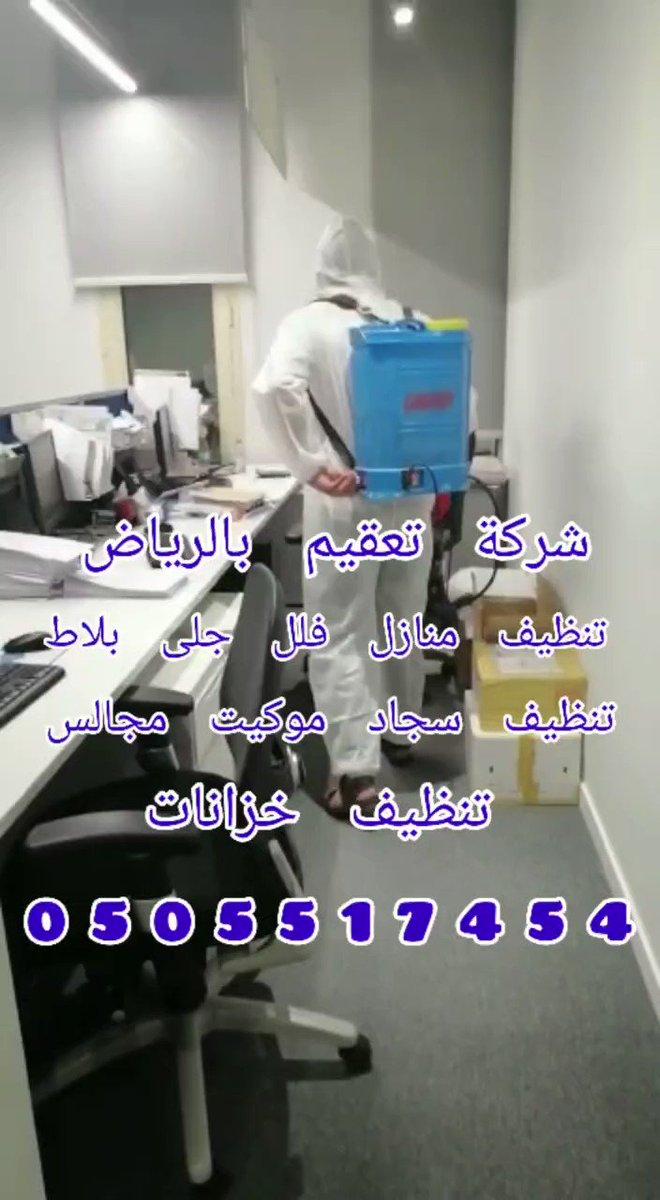 شركة تعقيم بالرياض
تنظيف منازل فلل جلى بلاط
تنظيف سجاد موكيت مجالس
تنظيف خزانات
0505517454